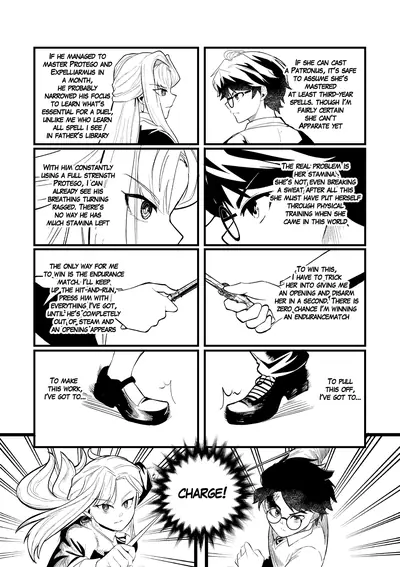 IF HE MANAGED TO
MASTER PROTEGO AND
EXPELLIARMUS IN
A MONTH,
HE PROBABLY
NARROWED HIS FOCUS
TO LEARN WHAT'S
ESSENTIAL FOR A DUEL,
UNLIKE ME WHO LEARN
ALL SPELL I SEE
IN FATHER'S LIBRARY
IF SHE CAN CAST
A PATRONUS, IT'S SAFE
TO ASSUME SHE'S
MASTERED
AT LEAST THIRD-YEAR
SPELLS. THOUGH I'M
FAIRLY CERTAIN
SHE CAN'T
APPARATE YET
WITH HIM CONSTANTLY
USING A FULL STRENGTH
PROTEGO, I CAN
ALREADY SEE HIS
BREATHING TURNING
RAGGED. THERE'S
NO WAY HE HAS
MUCH STAMINA LEFT
THE REAL PROBLEM IS
HER STAMINA.
SHE'S NOT EVEN BREAKING
A SWEAT AFTER ALL THIS
SHE MUST HAVE PUT HERSELF
THROUGH PHYSICAL
TRAINING WHEN SHE
CAME IN THIS WORLD
THE ONLY WAY FOR ME
TO WIN IS THE ENDURANCE
MATCH. I'LL KEEP
UP THE HIT-AND-RUN,
PRESS HIM WITH
EVERYTHING I'VE GOT,
UNTIL HE'S COMPLETELY
OUT OF STEAM AND
AN OPENING APPEARS
TO WIN THIS,
I HAVE TO TRICK
HER INTO GIVING ME
AN OPENING AND DISARM
HER IN A SECOND. THERE IS
ZERO CHANCE I'M WINNING
AN ENDURANCEMATCH
TO MAKE
THIS WORK,
I'VE GOT TO...
TO PULL
THIS OFF,
I'VE GOT TO...
CHARGE!